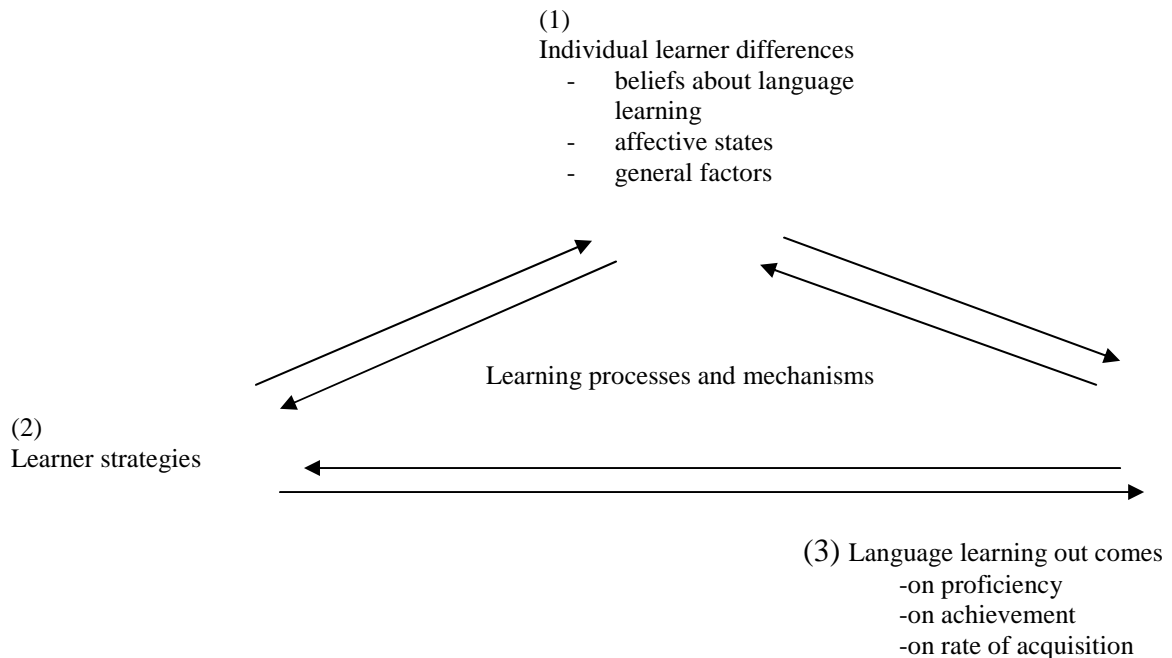 (1)
Individual learner differences
- beliefs about language
learning
- affective states
- general factors
Learning processes and mechanisms
(2)
Learner strategies
(3) Language learning out comes
-on proficiency
-on achievement
-on rate of acquisition